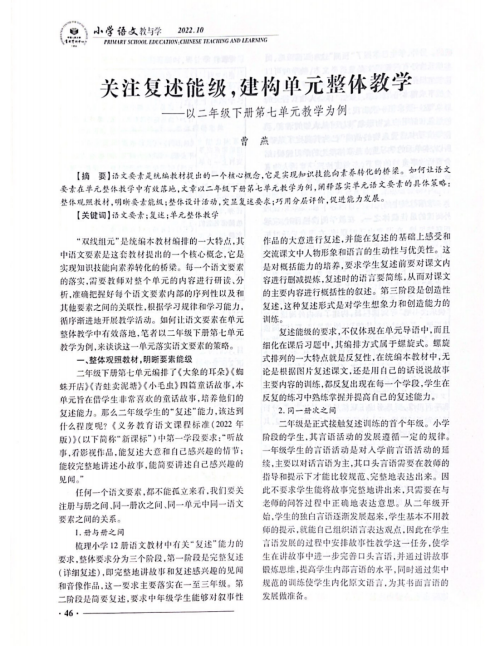 小学语文教与学 2022.10
PRIMARY SCHOOL EDUCATION: CHINESE TEACHING AND LEARNING
关注复述能级，建构单元整体教学
——以二年级下册第七单元教学为例
曹 燕
【摘 要】语文要素是统编教材提出的一个核心概念，它是实现知识技能向素养转化的桥梁。如何让语文
要素在单元整体教学中有效落地，文章以二年级下册第七单元教学为例，阐释落实单元语文要素的具体策略：
整体观照教材，明晰要素能级；整体设计活动，突显复述要求；巧用分层评价，促进能力发展。
【关键词】语文要素；复述；单元整体教学
“双线组元”是统编本教材编排的一大特点，其
中语文要素是这套教材提出的一个核心概念，它是
实现知识技能向素养转化的桥梁。每一个语文要素
的落实，需要教师对整个单元的内容进行研读、分
析，准确把握好每个语文要素内部的序列性以及和
其他要素之间的关联性，根据学习规律和学习能力，
循序渐进地开展教学活动。如何让语文要素在单元
整体教学中有效落地，笔者以二年级下册第七单元
教学为例，来谈谈这一单元落实语文要素的策略。
一、整体观照教材，明晰要素能级
二年级下册第七单元编排了《大象的耳朵》《蜘
蛛开店》《青蛙卖泥塘》《小毛虫》四篇童话故事，本
单元旨在借学生非常喜欢的童话故事，培养他们的
复述能力。那么二年级学生的“复述”能力，该达到
什么程度呢？《义务教育语文课程标准（2022 年
版）》（以下简称“新课标”）中第一学段要求：“听故
事，看影视作品，能复述大意和自己感兴趣的情节；
能较完整地讲述小故事，能简要讲述自己感兴趣的
见闻。”
任何一个语文要素，都不能孤立来看，我们要关
注册与册之间、同一册次之间、同一单元中同一语文
要素之间的关系。
1. 册与册之间
梳理小学 12 册语文教材中有关“复述”能力的
要求，整体要求分为三个阶段，第一阶段是完整复述
（详细复述），即完整地讲故事和复述感兴趣的见闻
和音像作品，这一要求主要落实在一至三年级。第
二阶段是简要复述，要求中年级学生能够对叙事性
作品的大意进行复述，并能在复述的基础上感受和
交流课文中人物形象和语言的生动性与优美性。这
是对概括能力的培养，要求学生复述前要对课文内
容进行删减提炼，复述时的语言要简练，从而对课文
的主要内容进行概括性的叙述。第三阶段是创造性
复述，这种复述形式是对学生想象力和创造能力的
训练。
复述能级的要求，不仅体现在单元导语中，而且
细化在课后习题中，其编排方式属于螺旋式。螺旋
式排列的一大特点就是反复性，在统编本教材中，无
论是根据图片复述课文，还是用自己的话说说故事
主要内容的训练，都反复出现在每一个学段，学生在
反复的练习中熟练掌握并提高自己的复述能力。
2. 同一册次之间
二年级是正式接触复述训练的首个年级。小学
阶段的学生，其言语活动的发展遵循一定的规律。
一年级学生的言语活动是对入学前言语活动的延
续，主要以对话言语为主，其口头言语需要在教师的
指导和提示下才能比较规范、完整地表达出来。因
此不要求学生能将故事完整地讲出来，只需要在与
老师的问答过程中正确地表达观点。从二年级开
始，学生的独白言语逐渐发展起来，学生基本不用教
师的提示，就能自己组织语言表达观点，因此在学生
言语发展的过程中安排故事性教学这一任务，使学
生在讲故事中进一步完善口头言语，并通过讲故事
锻炼思维，提高学生内部言语的水平，同时通过集中
规范的训练使学生内化原文语言，为其书面言语的
发展做准备。
· 46 ·